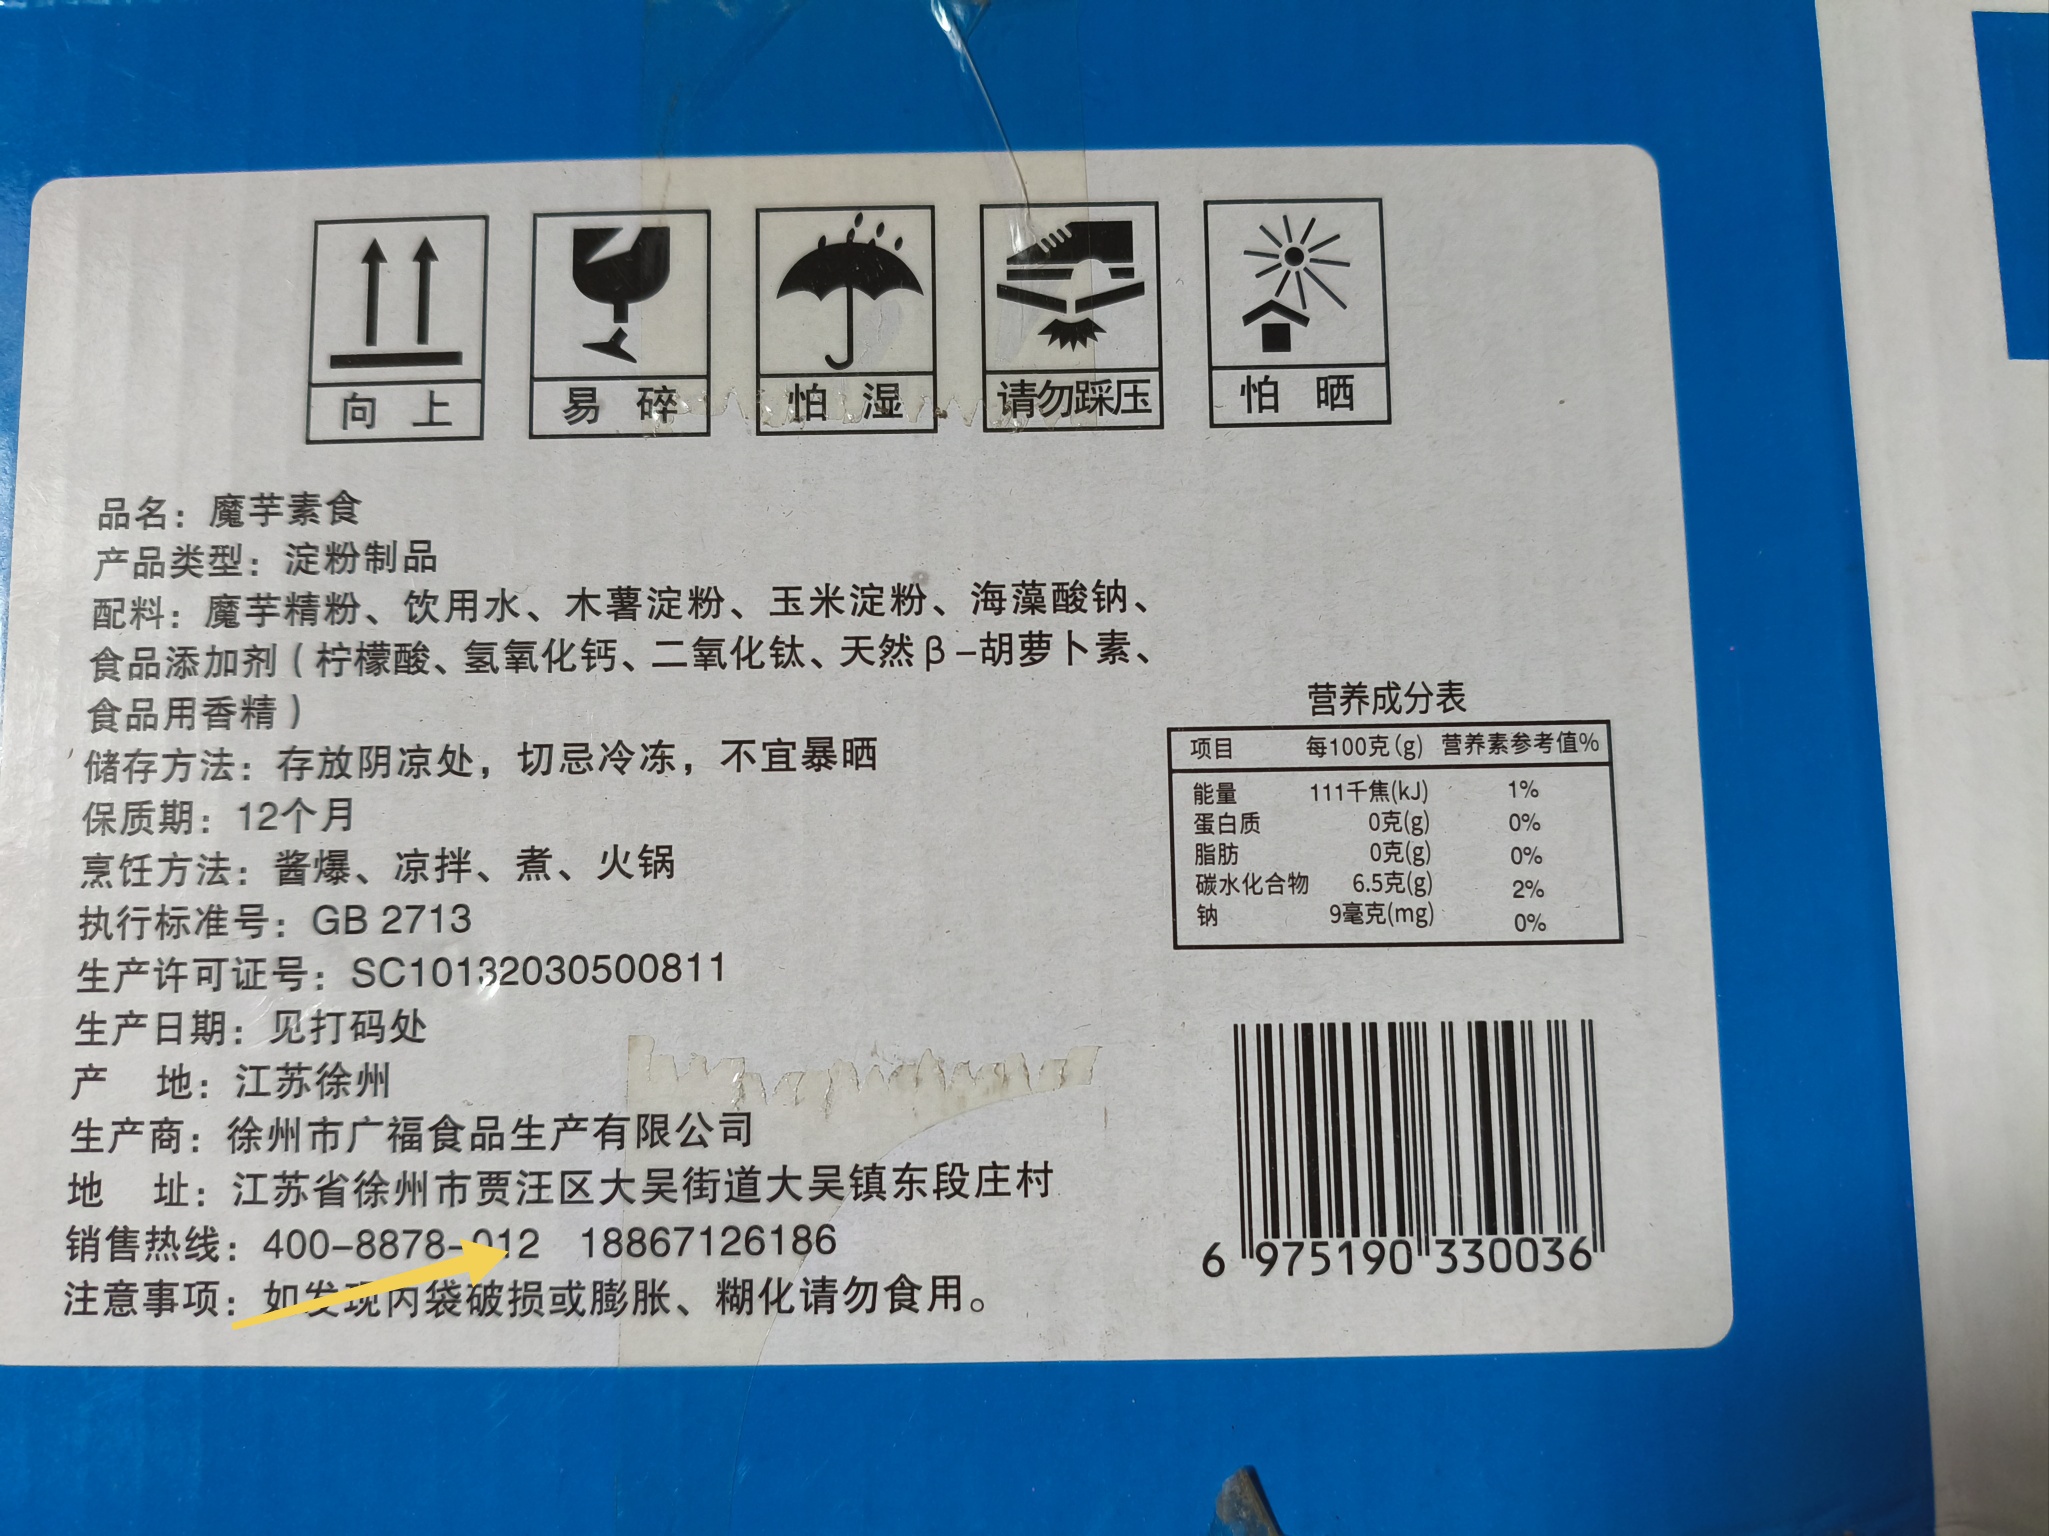 向 上
易 碎
怕 湿
请勿踩压
怕 晒
品名：魔芋素食
产品类型：淀粉制品
配料：魔芋精粉、饮用水、木薯淀粉、玉米淀粉、海藻酸钠、
食品添加剂（柠檬酸、氢氧化钙、二氧化钛、天然β-胡萝卜素、
食品用香精）
储存方法：存放阴凉处，切忌冷冻，不宜暴晒
保质期：12个月
烹饪方法：酱爆、凉拌、煮、火锅
执行标准号：GB 2713
生产许可证号：SC10132030500811
生产日期：见打码处
产 地：江苏徐州
生产商：徐州市广福食品生产有限公司
地 址：江苏省徐州市贾汪区大吴街道大吴镇东段庄村
销售热线：400-8878-012 18867126186
注意事项：如发现内袋破损或膨胀、糊化请勿食用。
营养成分表
项目 每100克(g) 营养素参考值%
能量 111千焦(kJ) 1%
蛋白质 0克(g) 0%
脂肪 0克(g) 0%
碳水化合物 6.5克(g) 2%
钠 9毫克(mg) 0%
6 975190 330036